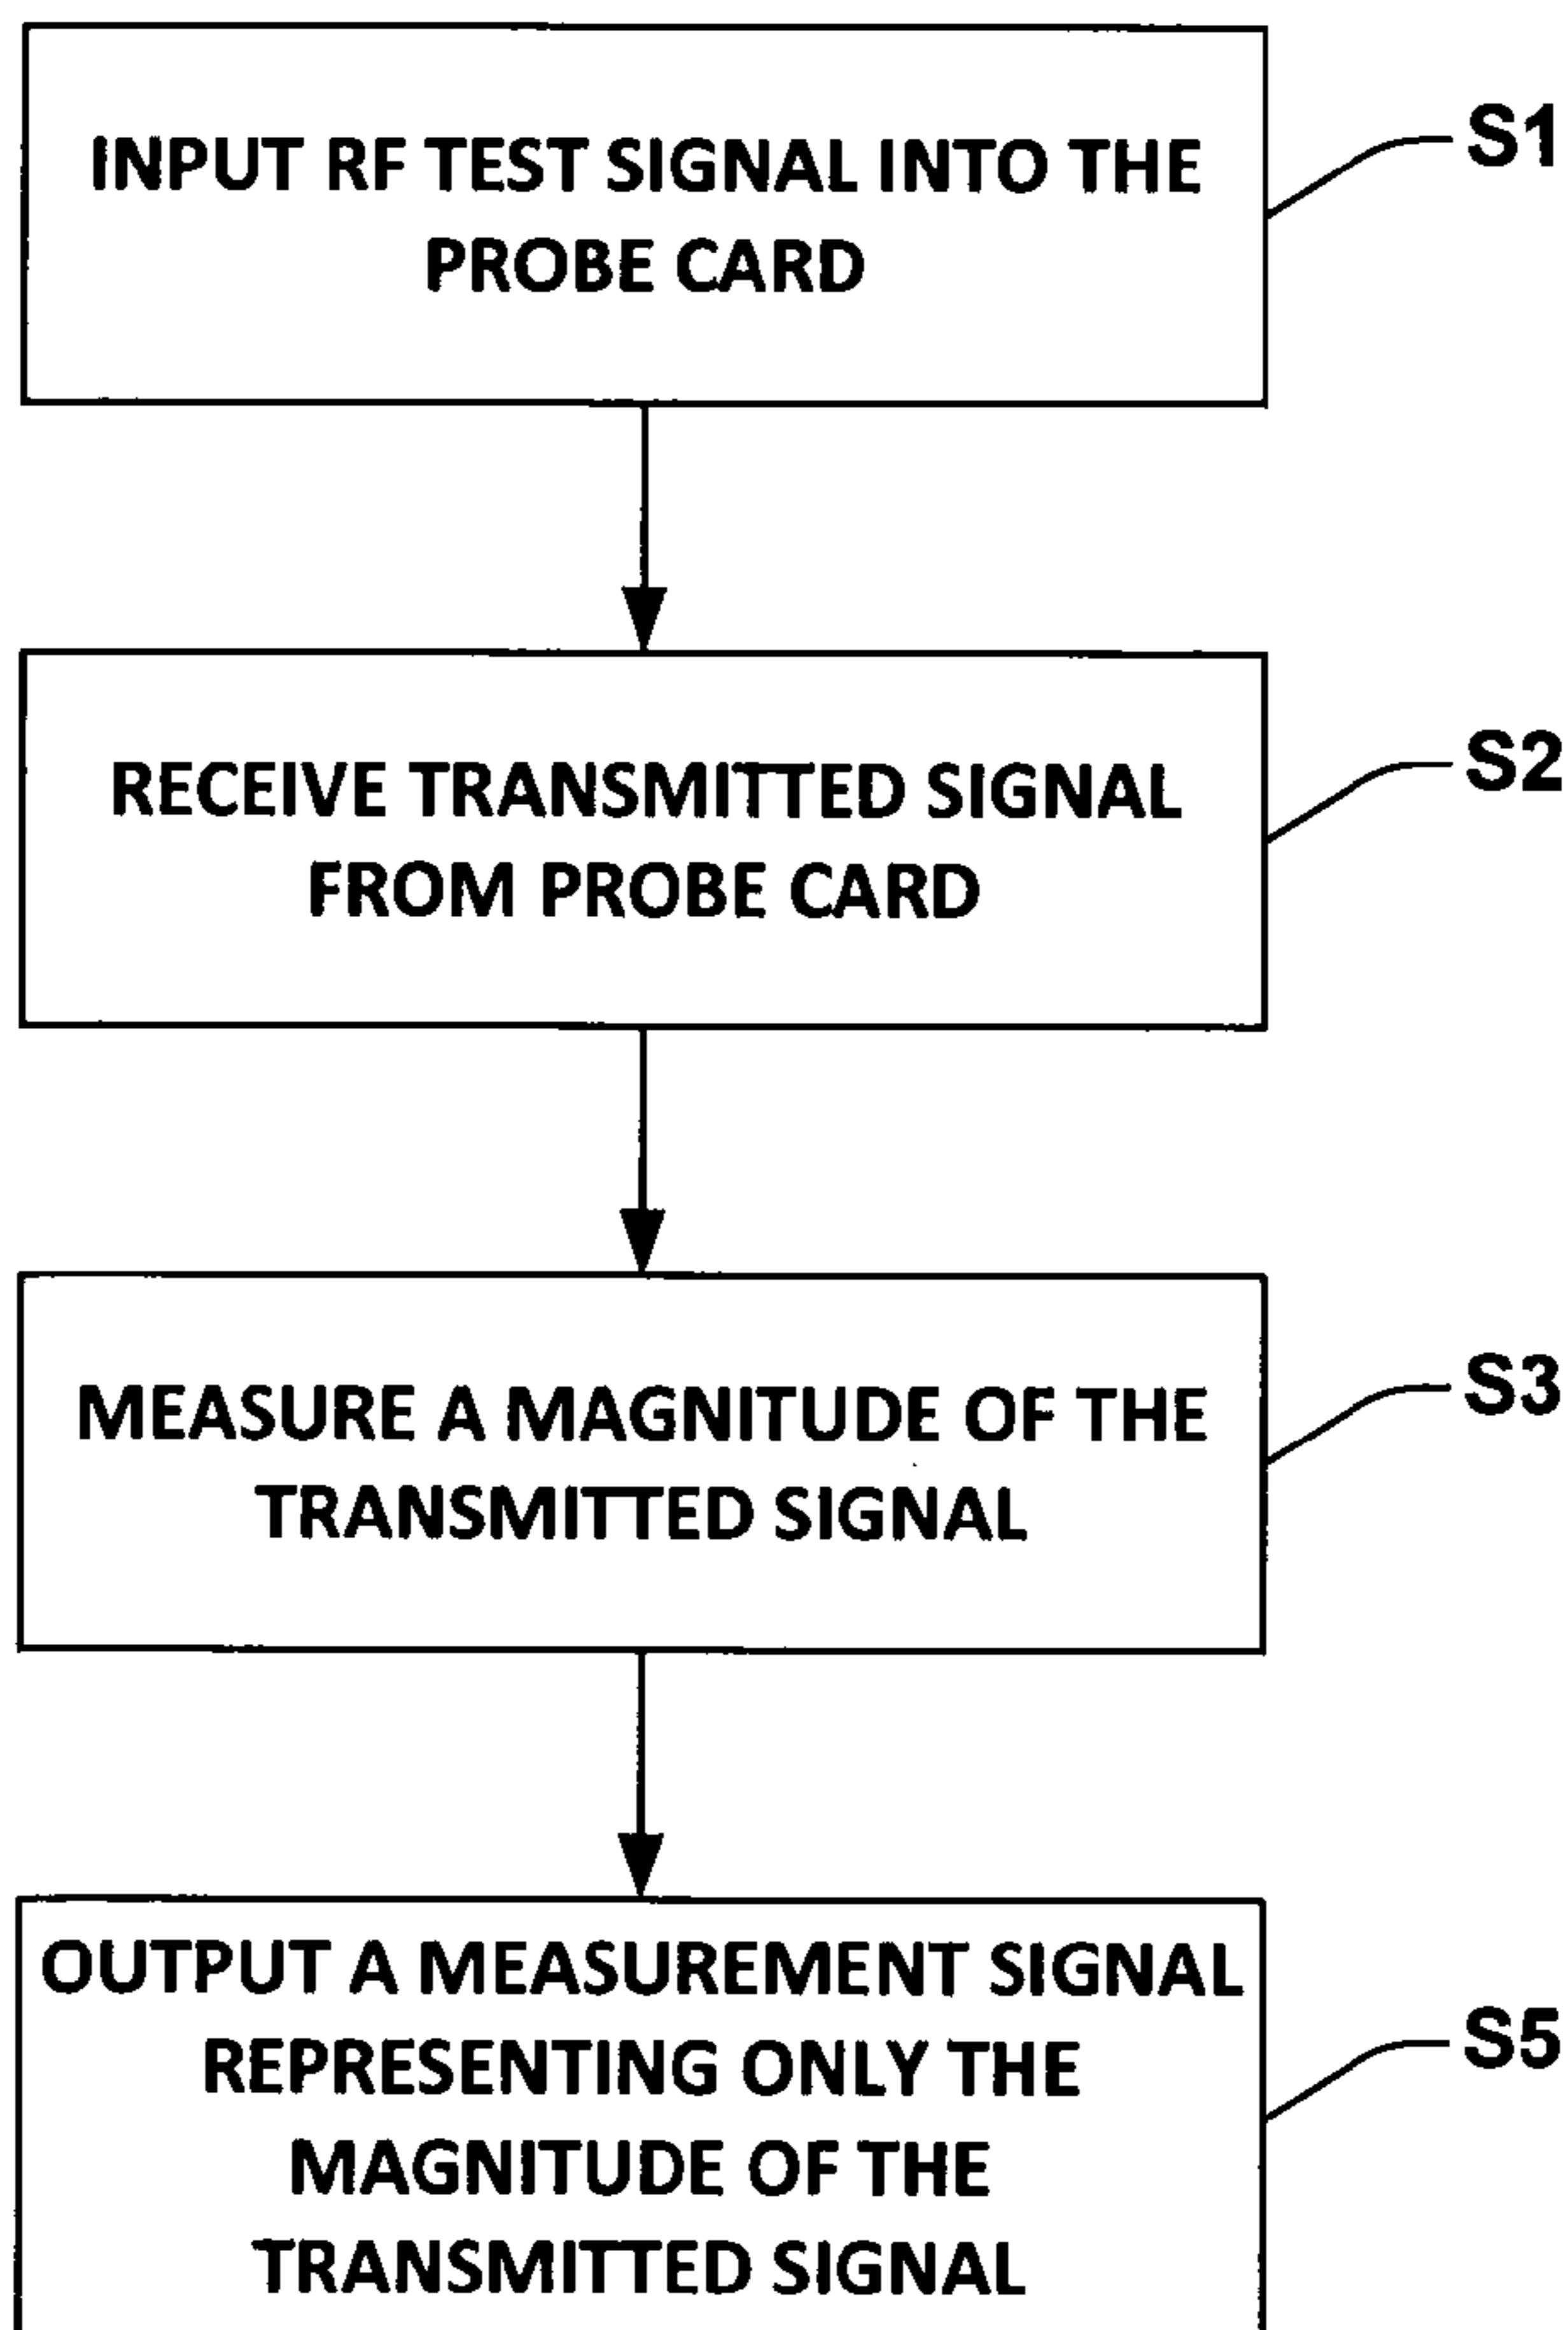 INPUT RF TEST SIGNAL INTO THE
PROBE CARD
S1
RECEIVE TRANSMITTED SIGNAL
FROM PROBE CARD
S2
MEASURE A MAGNITUDE OF THE
TRANSMITTED SIGNAL
S3
OUTPUT A MEASUREMENT SIGNAL
REPRESENTING ONLY THE
MAGNITUDE OF THE
TRANSMITTED SIGNAL
S5